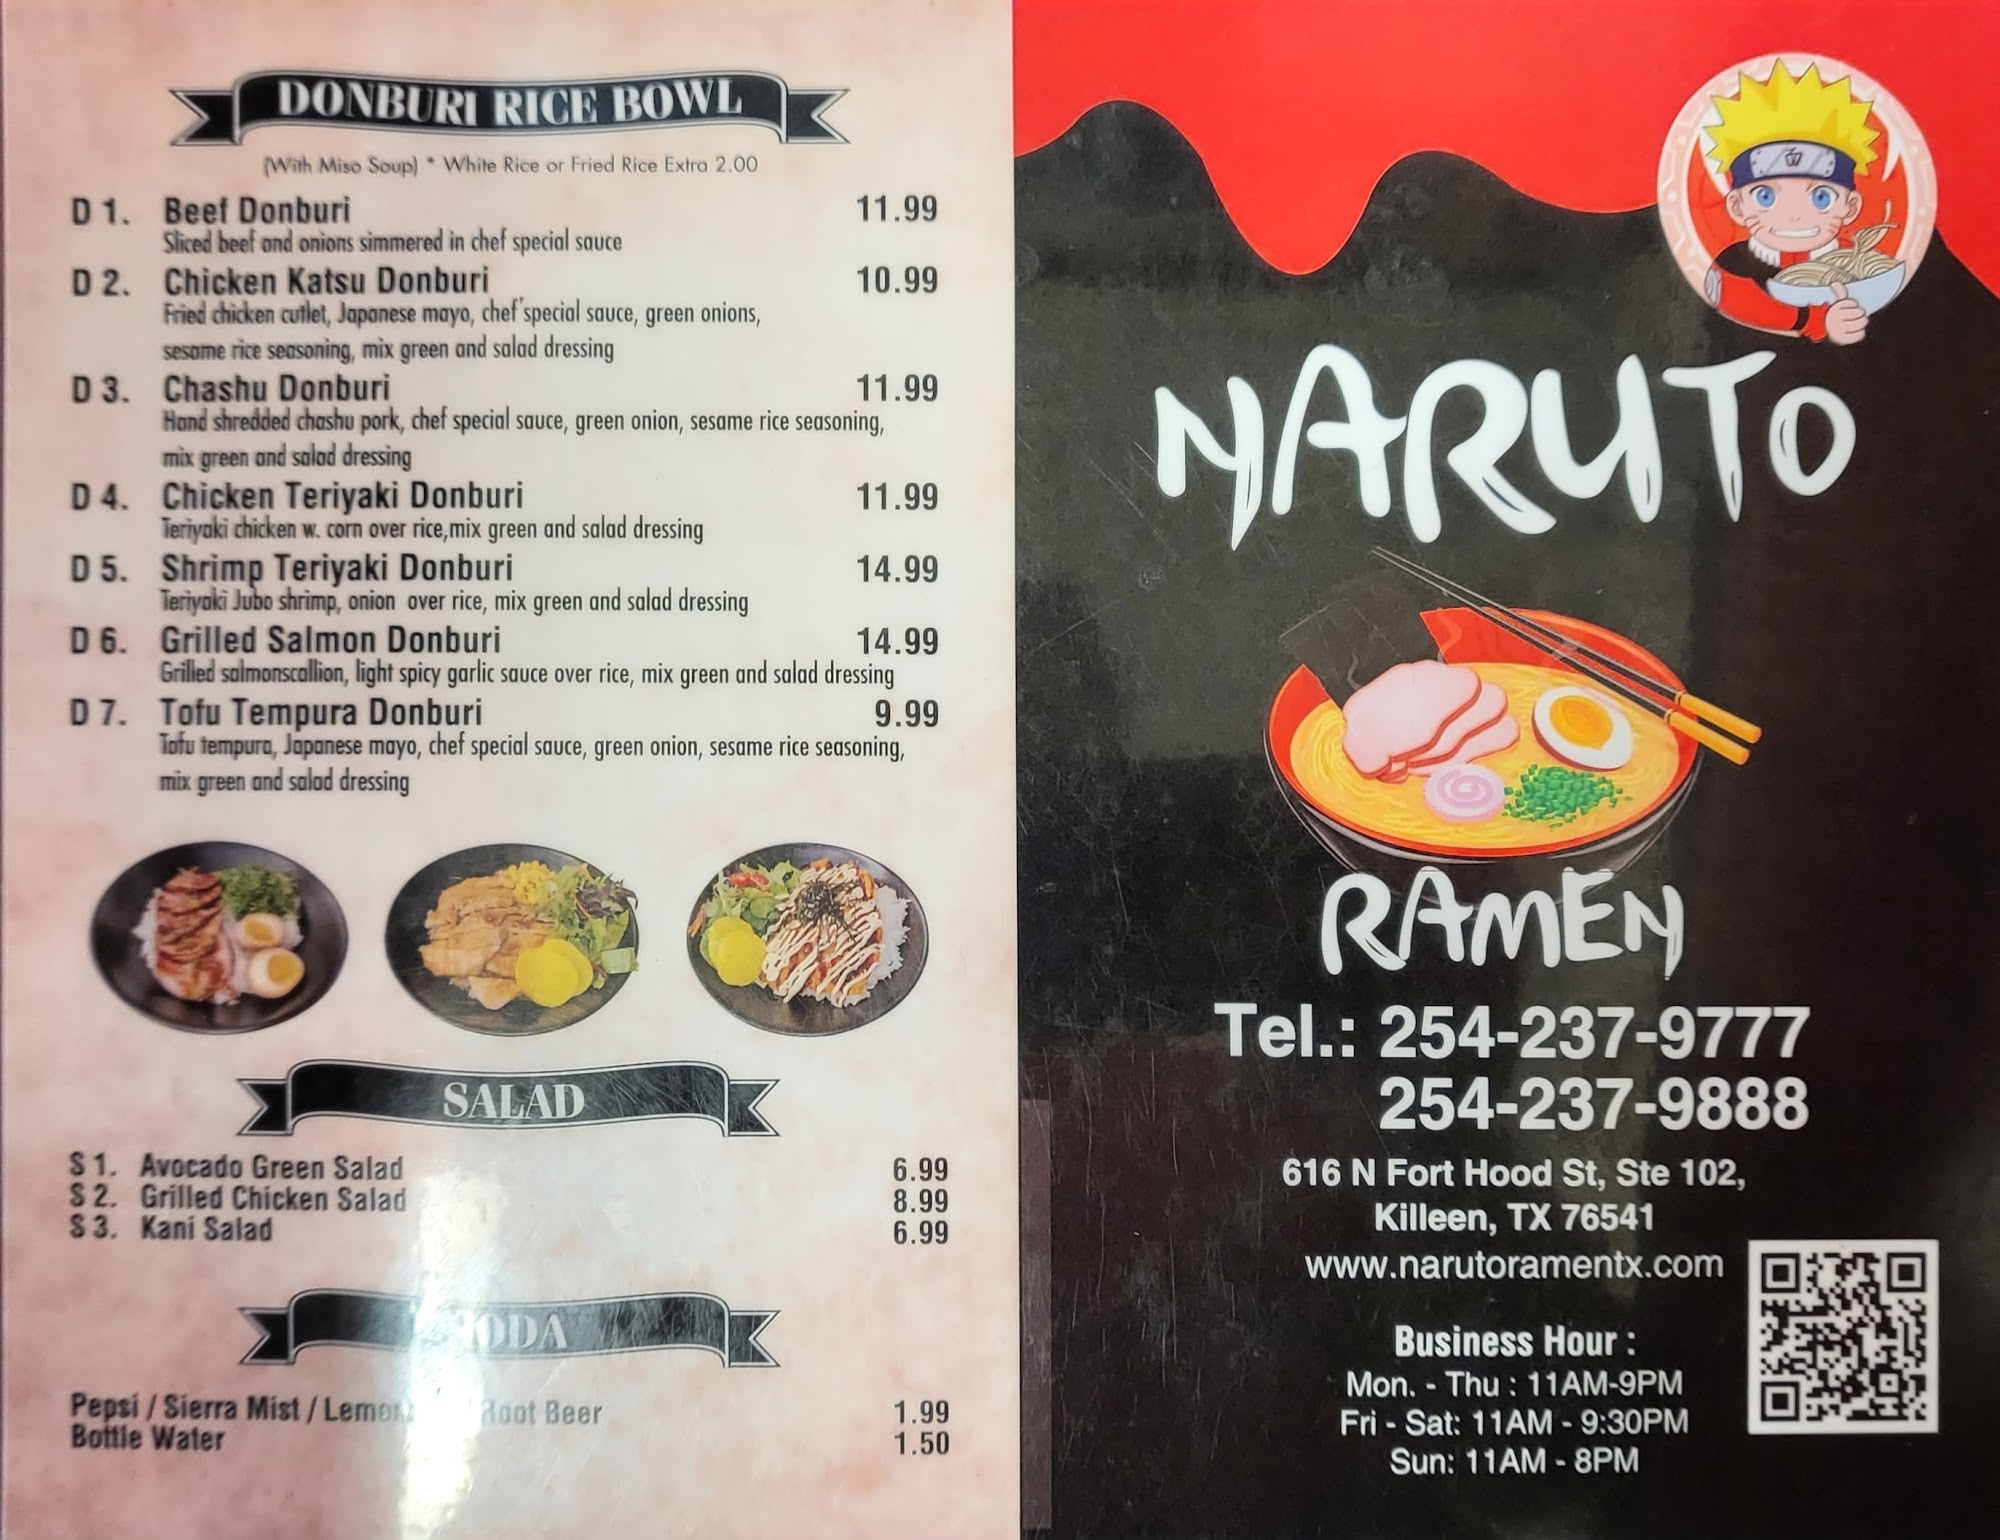 DONBURI RICE BOWL
(With Miso Soup) * White Rice or Fried Rice Extra 2.00
D 1. Beef Donburi 11.99
Sliced beef and onions simmered in chef special sauce
D 2. Chicken Katsu Donburi 10.99
Fried chicken cutlet, Japanese mayo, chef'special sauce, green onions,
sesame rice seasoning, mix green and salad dressing
D 3. Chashu Donburi 11.99
Hand shredded chashu pork, chef special sauce, green onion, sesame rice seasoning,
mix green and salad dressing
D 4. Chicken Teriyaki Donburi 11.99
Teriyaki chicken w. corn over rice,mix green and salad dressing
D 5. Shrimp Teriyaki Donburi 14.99
Teriyaki Jubo shrimp, onion over rice, mix green and salad dressing
D 6. Grilled Salmon Donburi 14.99
Grilled salmonscallion, light spicy garlic sauce over rice, mix green and salad dressing
D 7. Tofu Tempura Donburi 9.99
Tofu tempura, Japanese mayo, chef special sauce, green onion, sesame rice seasoning,
mix green and salad dressing
SALAD
S 1. Avocado Green Salad 6.99
S 2. Grilled Chicken Salad 8.99
S 3. Kani Salad 6.99
Pepsi / Sierra Mist / Root Beer 1.99
Bottle Water 1.50
NARUTO
RAMEN
Tel.: 254-237-9777
254-237-9888
616 N Fort Hood St, Ste 102,
Killeen, TX 76541
www.narutoramentx.com
Business Hour :
Mon. - Thu : 11AM-9PM
Fri - Sat: 11AM - 9:30PM
Sun: 11AM - 8PM